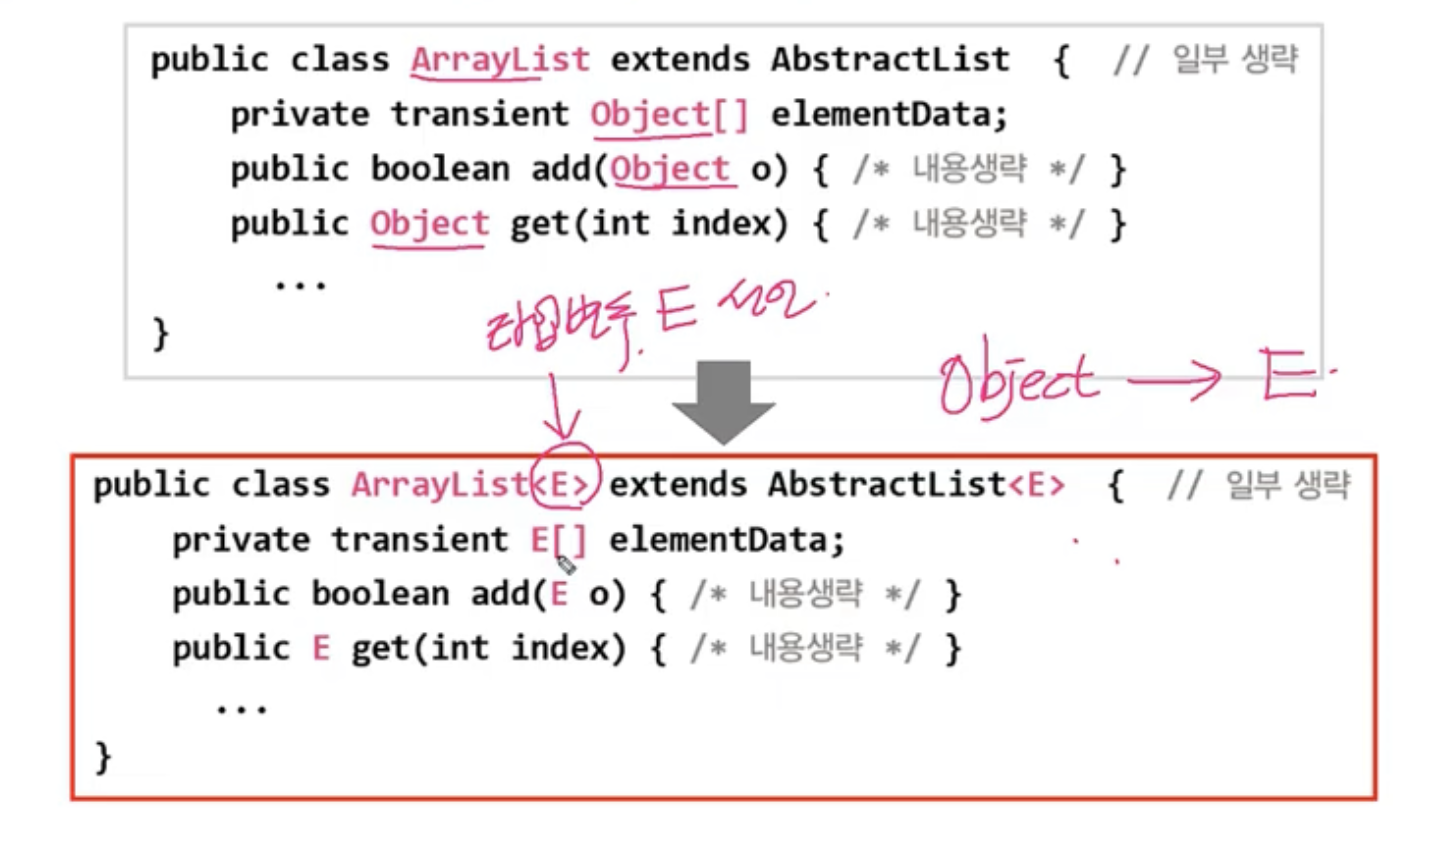 public class ArrayList extends AbstractList { // 일부 생략
private transient Object[] elementData;
public boolean add(Object o) { /* 내용생략 */ }
public Object get(int index) { /* 내용생략 */ }
...
}
타입변수 E 선언
Object → E
public class ArrayList<E> extends AbstractList<E> { // 일부 생략
private transient E[] elementData;
public boolean add(E o) { /* 내용생략 */ }
public E get(int index) { /* 내용생략 */ }
...
}